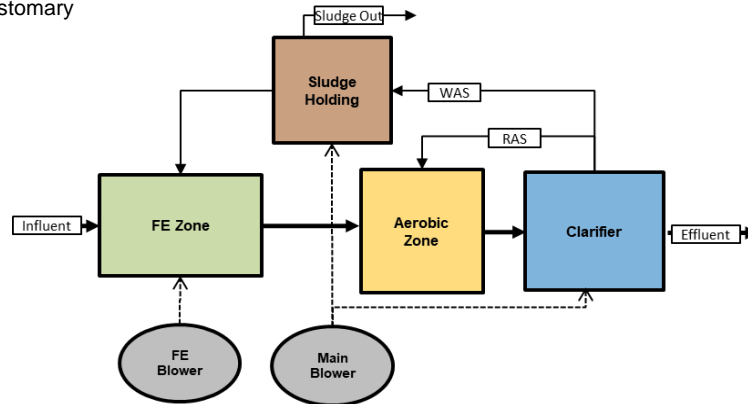 stomary
Sludge Out
Sludge
Holding
WAS
RAS
Influent
FE Zone
Aerobic
Zone
Clarifier
Effluent
FE
Blower
Main
Blower